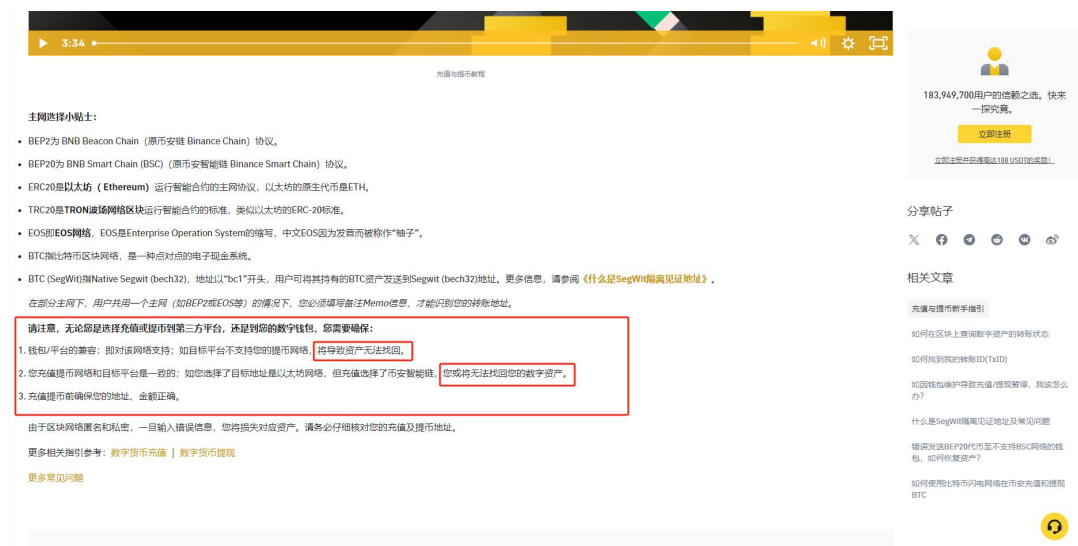 3:34
充值与提币教程
主网选择小贴士：
BEP2为 BNB Beacon Chain（原币安链 Binance Chain）协议。
BEP20为 BNB Smart Chain (BSC)（原币安智能链 Binance Smart Chain）协议。
ERC20是以太坊（ Ethereum）运行智能合约的主网协议，以太坊的原生代币是ETH。
TRC20是TRON波场网络区块运行智能合约的标准，类似以太坊的ERC-20标准。
EOS即EOS网络，EOS是Enterprise Operation System的缩写，中文EOS因为发音而被称作“柚子”。
BTC指比特币区块网络，是一种点对点的电子现金系统。
BTC (SegWit)指Native Segwit (bech32)，地址以“bc1”开头，用户可将其持有的BTC资产发送到Segwit (bech32)地址。更多信息，请参阅《什么是SegWit隔离见证地址》。
在部分主网下，用户共用一个主网（如BEP2或EOS等）的情况下，您必须填写备注Memo信息，才能识别您的转账地址。
请注意，无论您是选择充值或提币到第三方平台，还是到您的数字钱包，您需要确保：
1. 钱包/平台的兼容：即对该网络支持；如目标平台不支持您的提币网络，将导致资产无法找回。
2. 您充值提币网络和目标平台是一致的；如您选择了目标地址是以太坊网络，但充值选择了币安智能链，您或将无法找回您的数字资产。
3. 充值提币前确保您的地址、金额正确。
由于区块网络匿名和私密，一旦输入错误信息，您将损失对应资产。请务必仔细核对您的充值及提币地址。
更多相关指引参考：数字货币充值 | 数字货币提现
更多常见问题
183,949,700用户的信赖之选。快来
一探究竟。
立即注册
立即注册并获得高达100 USDT的奖励！
分享帖子
相关文章
充值与提币新手指引
如何在区块上查询数字资产的转账状态
如何找到我的转账ID(TxID)
如因钱包维护导致充值/提现暂停，我该怎么
办？
什么是SegWit隔离见证地址及常见问题
错误发送BEP20代币至不支持BSC网络的钱
包，如何恢复资产？
如何使用比特币闪电网络在币安充值和提现
BTC